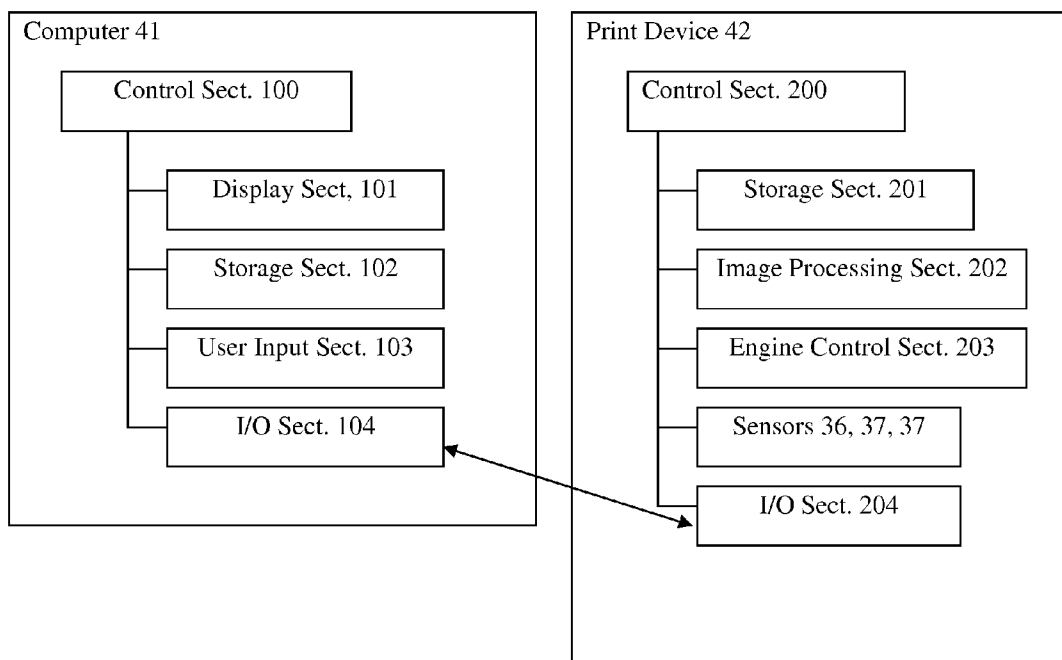 Computer 41
Control Sect. 100
Display Sect, 101
Storage Sect. 102
User Input Sect. 103
I/O Sect. 104
Print Device 42
Control Sect. 200
Storage Sect. 201
Image Processing Sect. 202
Engine Control Sect. 203
Sensors 36, 37, 37
I/O Sect. 204